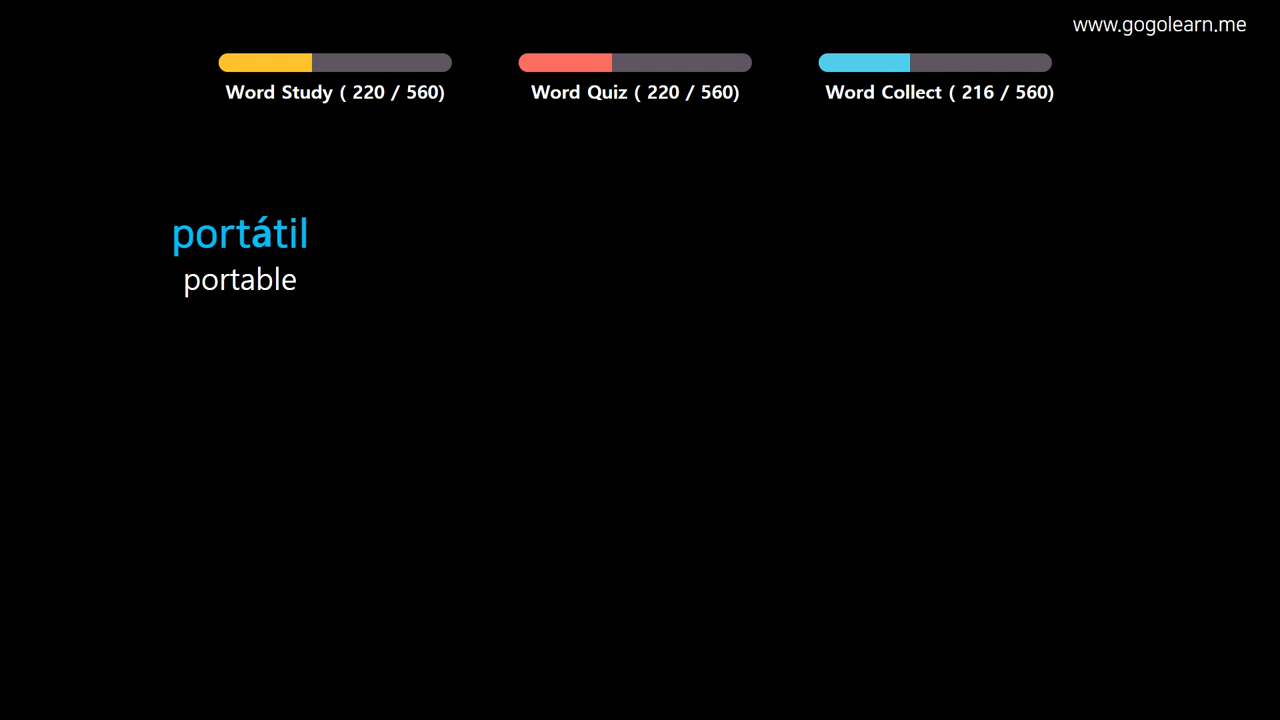 www.gogolearn.me
Word Study ( 220 / 560)
Word Quiz ( 220 / 560)
Word Collect ( 216 / 560)
portátil
portable